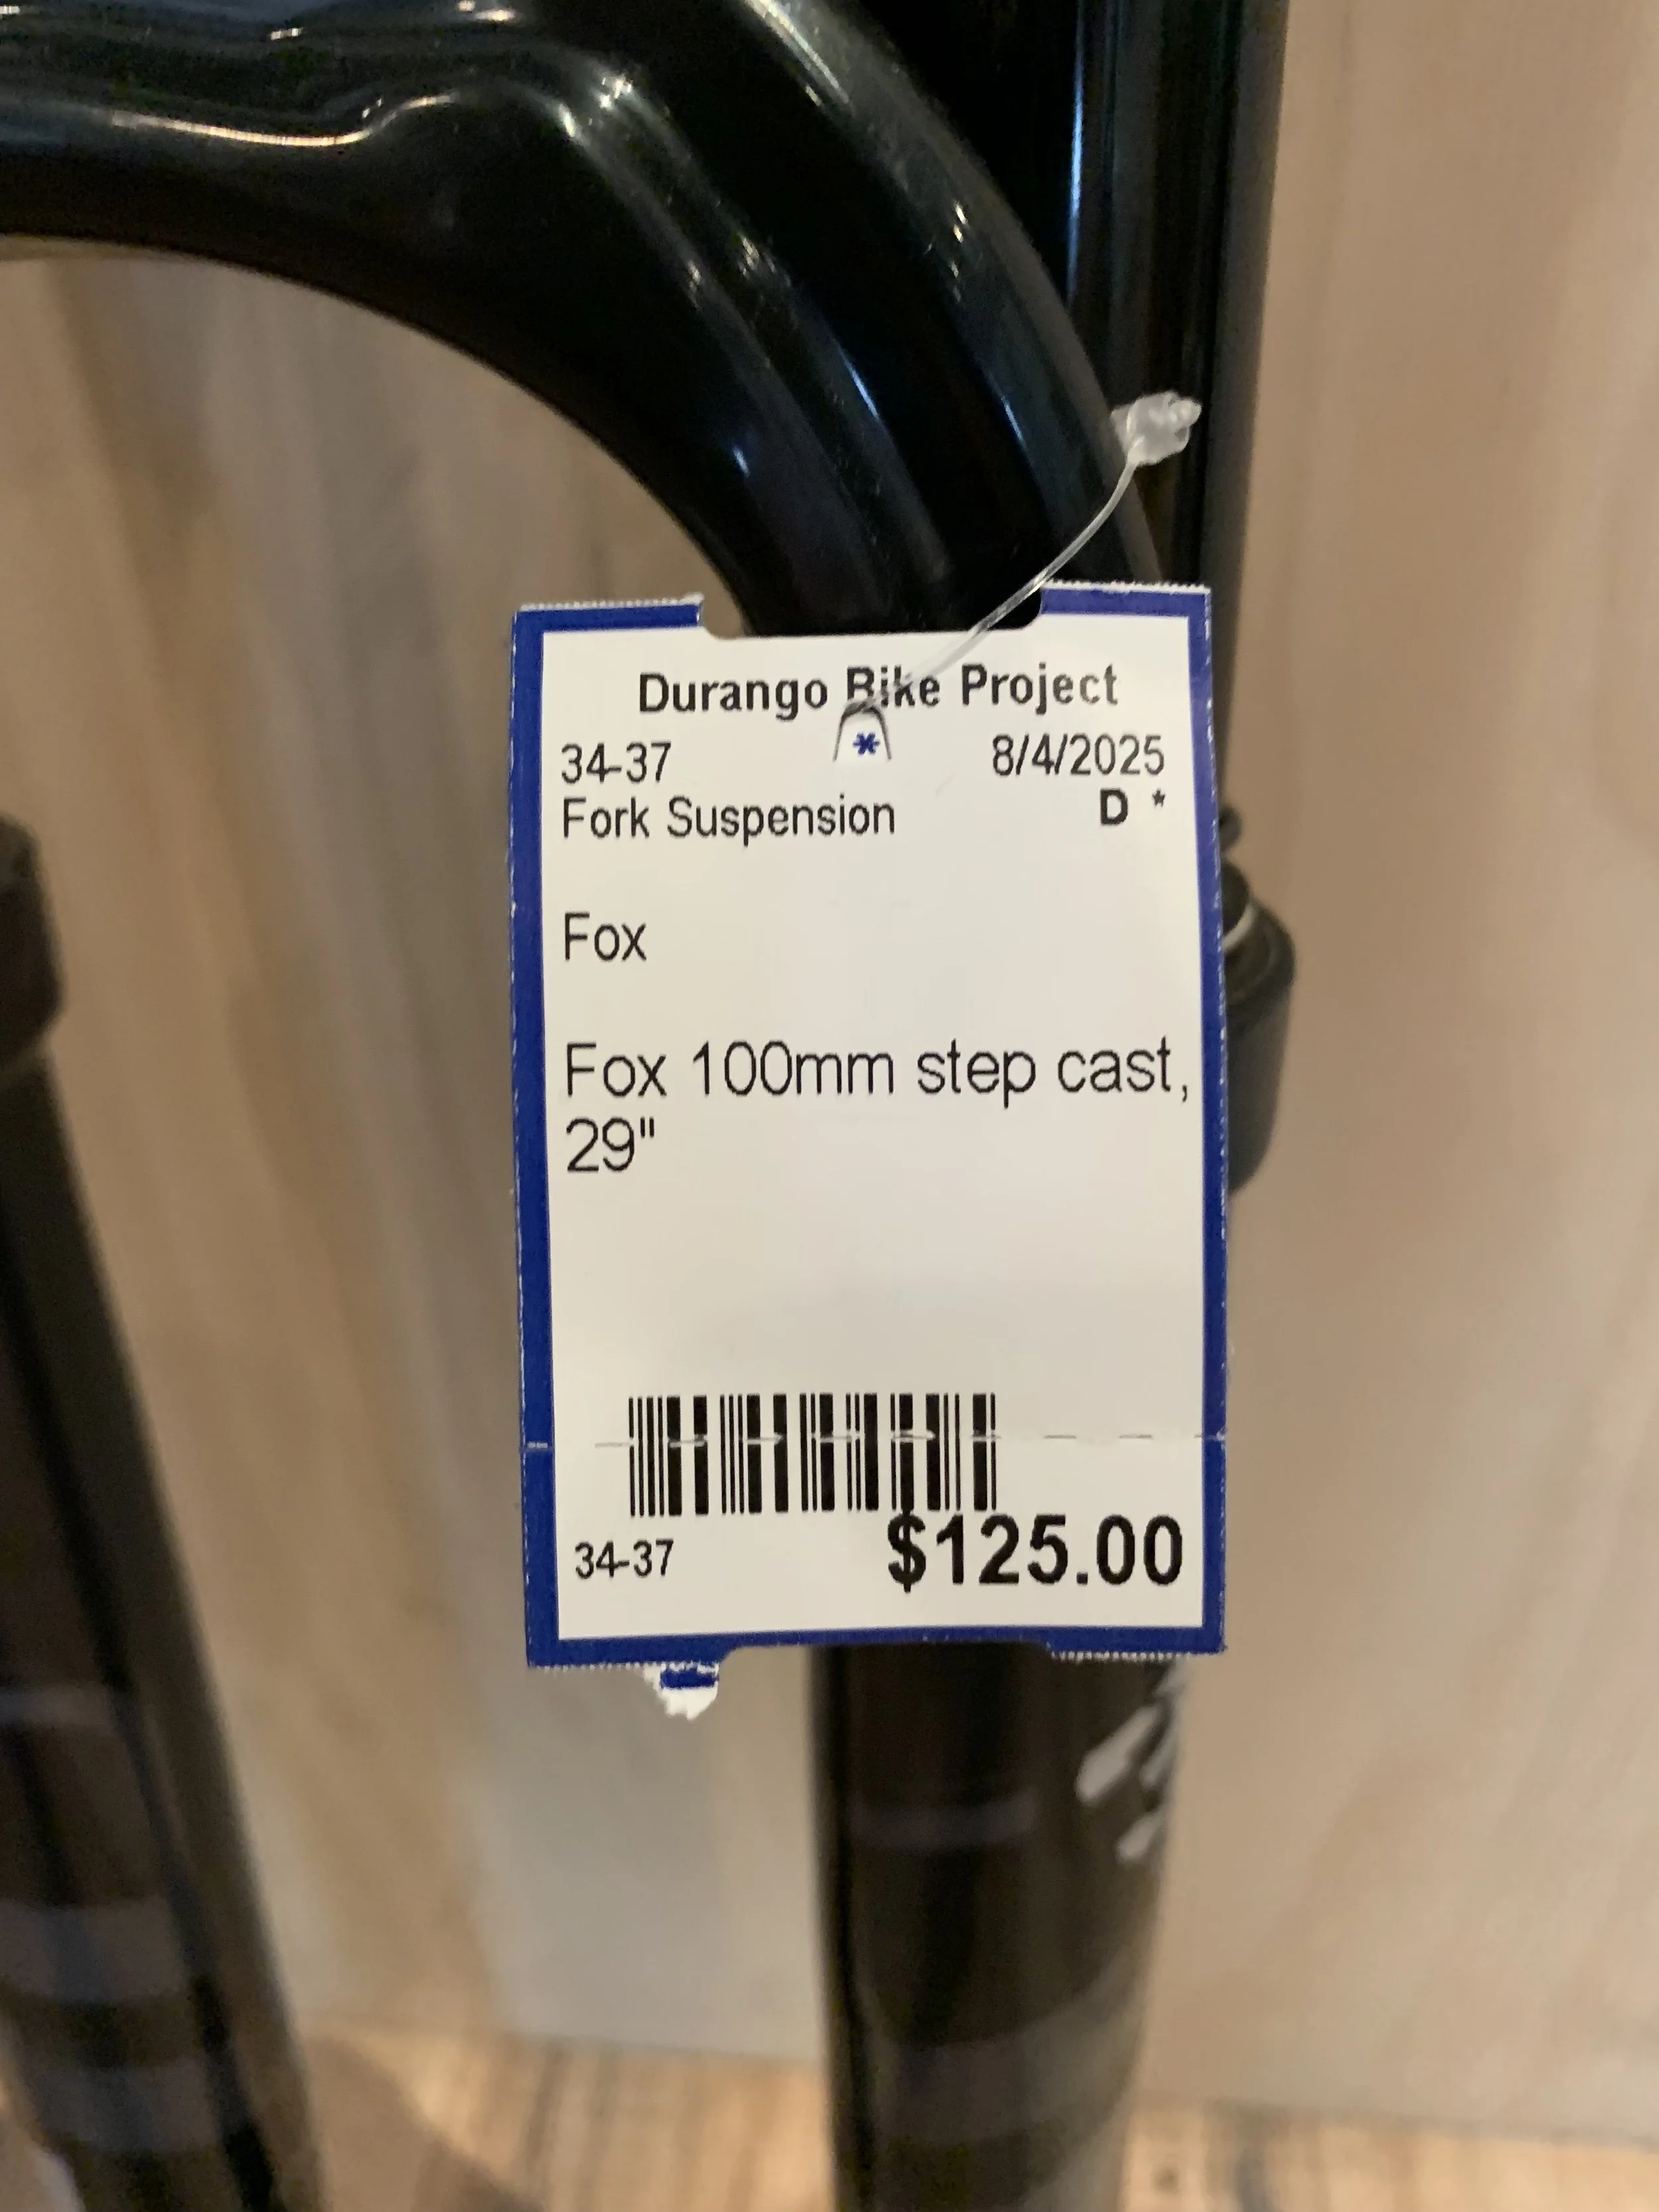 Durango Bike Project
34-37 8/4/2025
Fork Suspension D *
Fox
Fox 100mm step cast,
29"
34-37 $125.00